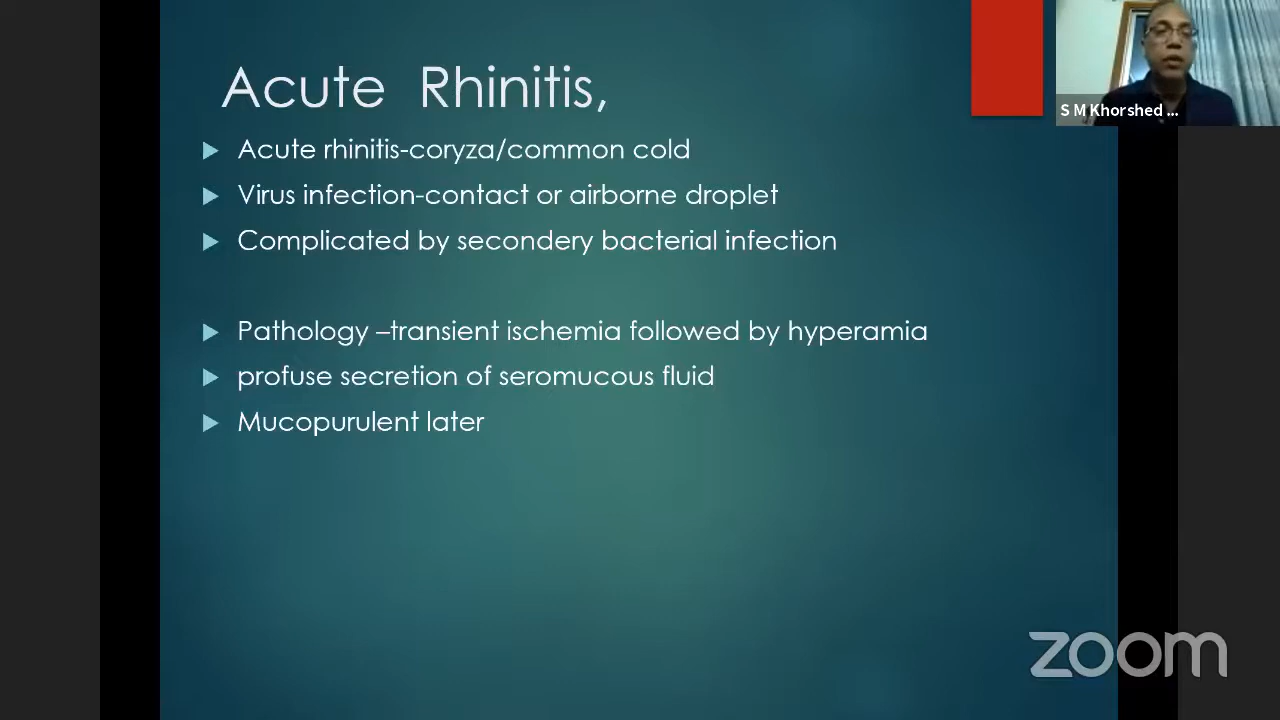 Acute Rhinitis,
Acute rhinitis-coryza/common cold
Virus infection-contact or airborne droplet
Complicated by secondery bacterial infection
Pathology –transient ischemia followed by hyperamia
profuse secretion of seromucous fluid
Mucopurulent later
S M Khorshed ...
zoom